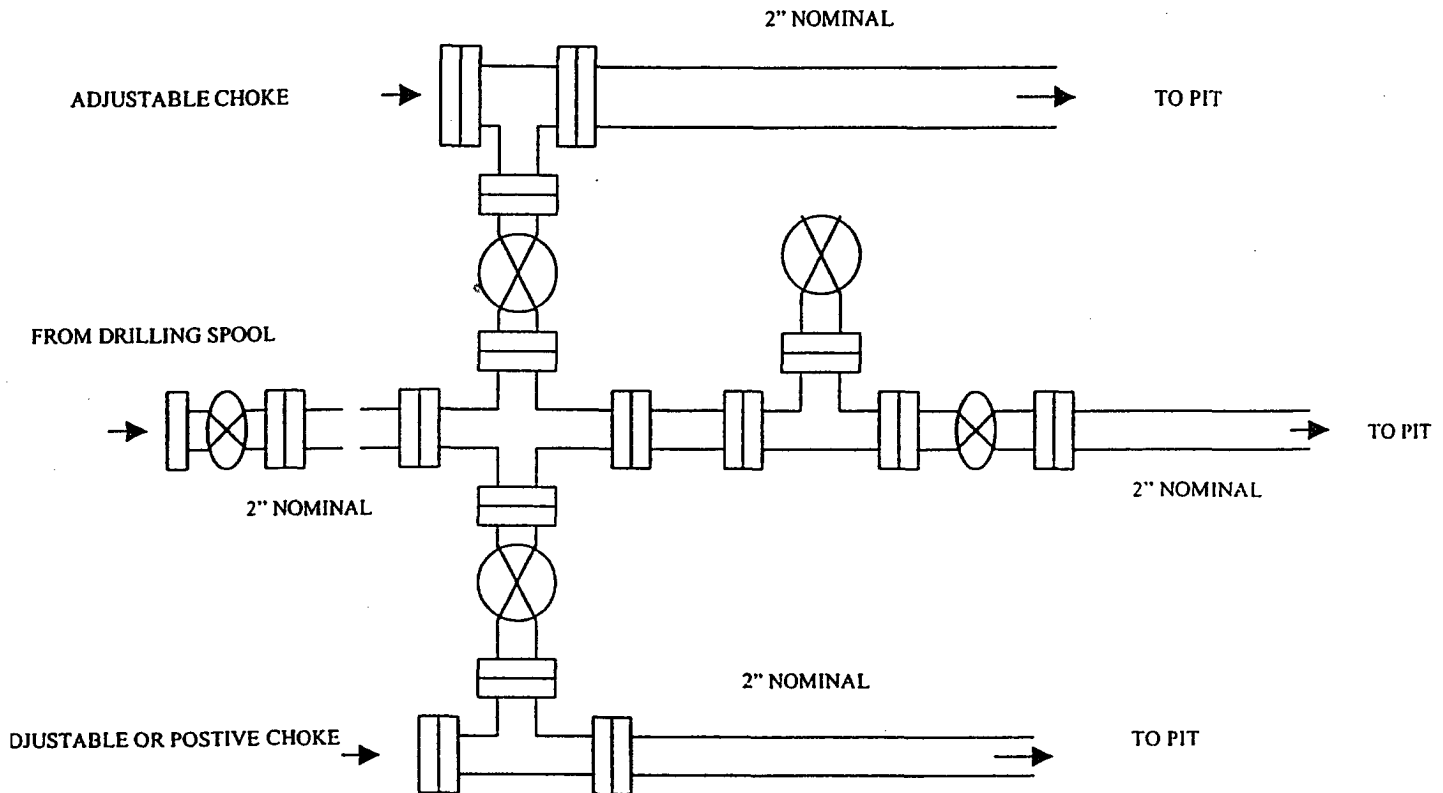 2” NOMINAL
ADJUSTABLE CHOKE
TO PIT
FROM DRILLING SPOOL
TO PIT
2” NOMINAL
2” NOMINAL
2” NOMINAL
DJUSTABLE OR POSTIVE CHOKE
TO PIT